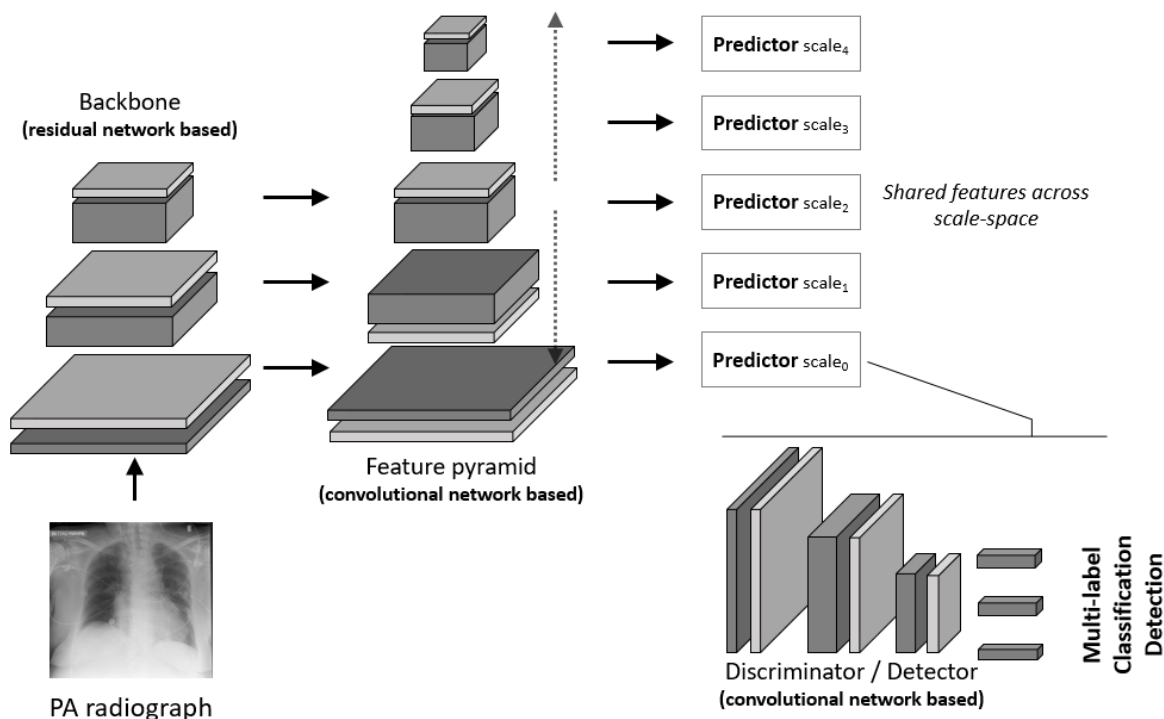 Predictor scale4
Backbone
(residual network based)
Predictor scale3
Predictor scale2
Shared features across
scale-space
Predictor scale1
Predictor scale0
Feature pyramid
(convolutional network based)
Multi-label
Classification
Detection
Discriminator / Detector
(convolutional network based)
PA radiograph